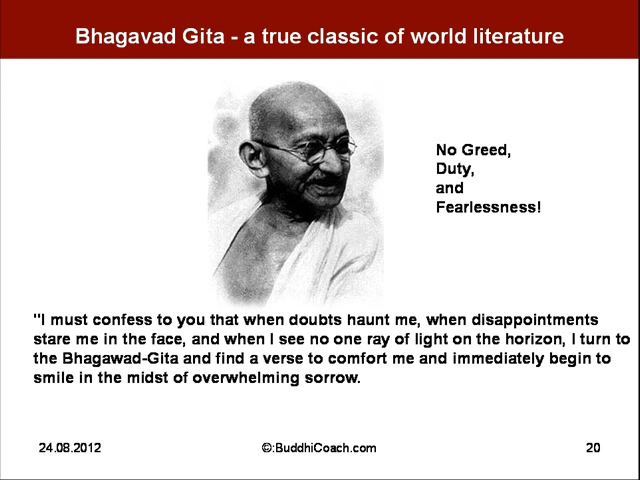 Bhagavad Gita - a true classic of world literature
No Greed,
Duty,
and
Fearlessness!
"I must confess to you that when doubts haunt me, when disappointments
stare me in the face, and when I see no one ray of light on the horizon, I turn to
the Bhagawad-Gita and find a verse to comfort me and immediately begin to
smile in the midst of overwhelming sorrow.
24.08.2012
©:BuddhiCoach.com
20